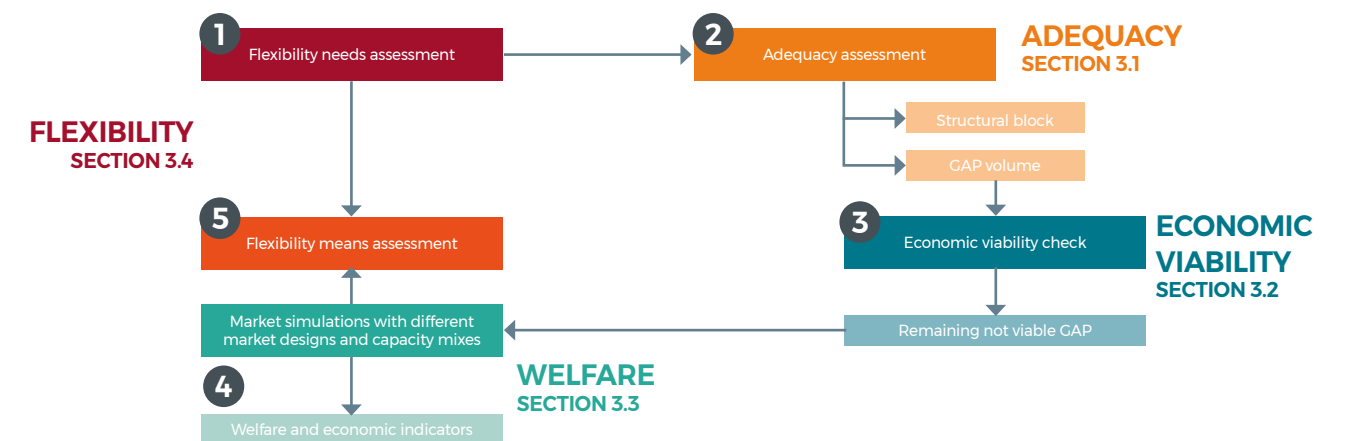 1
Flexibility needs assessment
2
Adequacy assessment
ADEQUACY
SECTION 3.1
Structural block
GAP volume
FLEXIBILITY
SECTION 3.4
5
Flexibility means assessment
3
Economic viability check
ECONOMIC
VIABILITY
SECTION 3.2
Market simulations with different
market designs and capacity mixes
Remaining not viable GAP
4
WELFARE
SECTION 3.3
Welfare and economic indicators